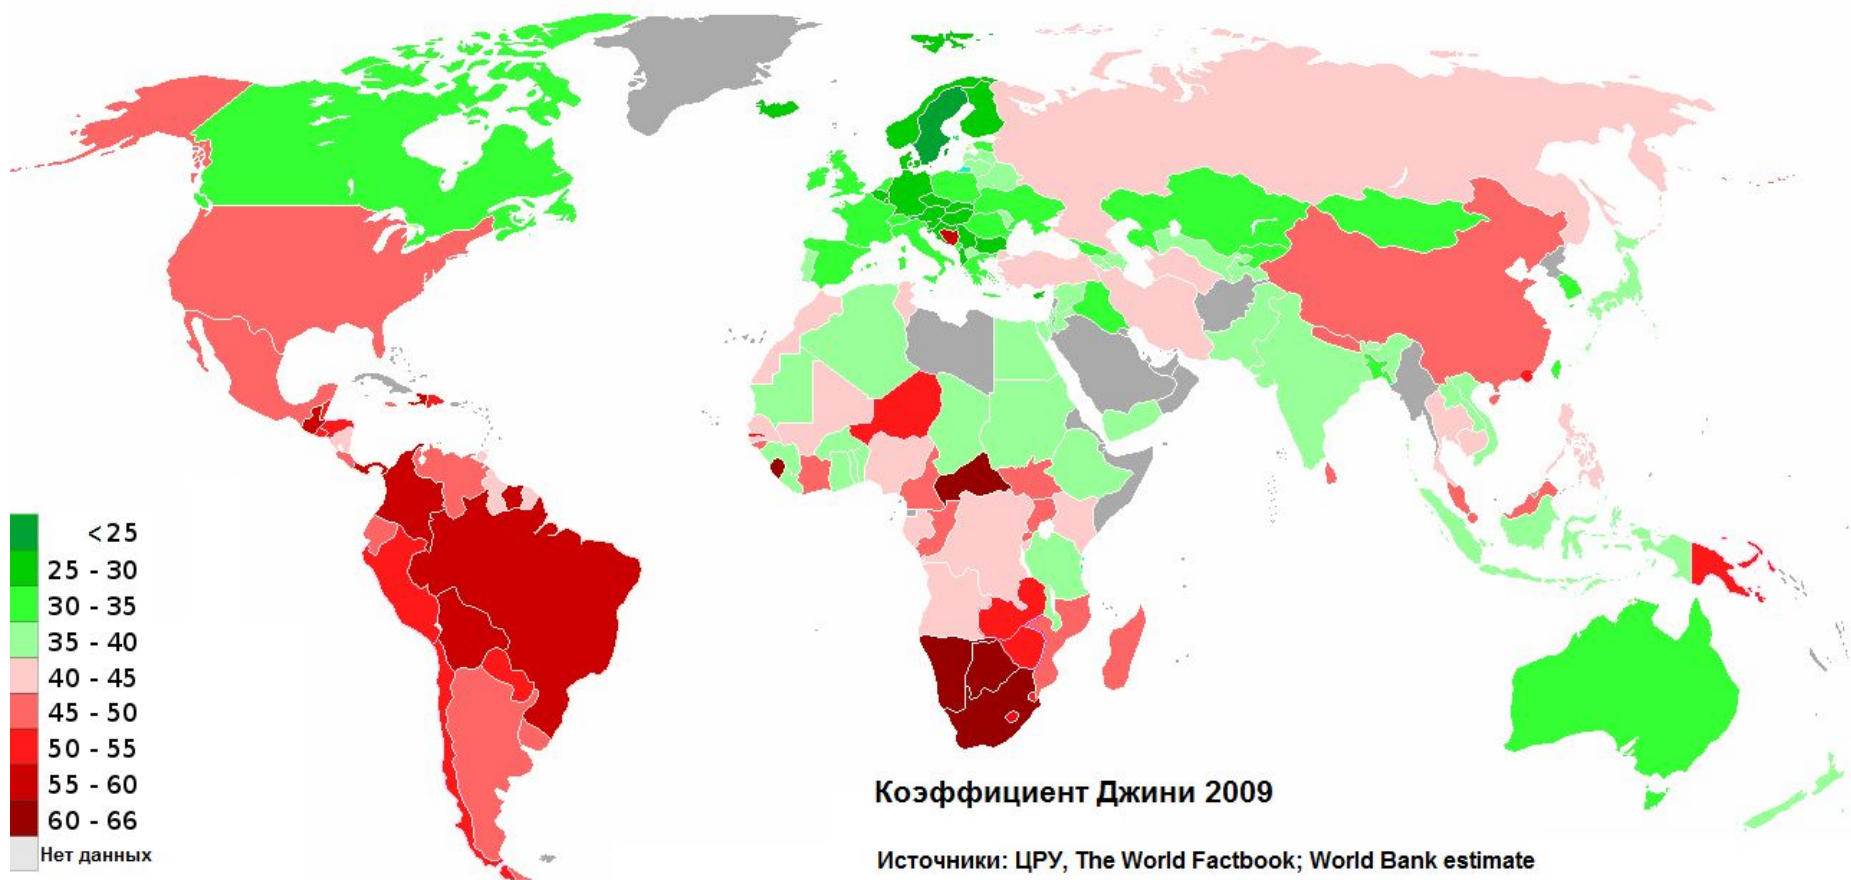 <25
25 - 30
30 - 35
35 - 40
40 - 45
45 - 50
50 - 55
55 - 60
60 - 66
Нет данных
Коэффициент Джини 2009
Источники: ЦРУ, The World Factbook; World Bank estimate